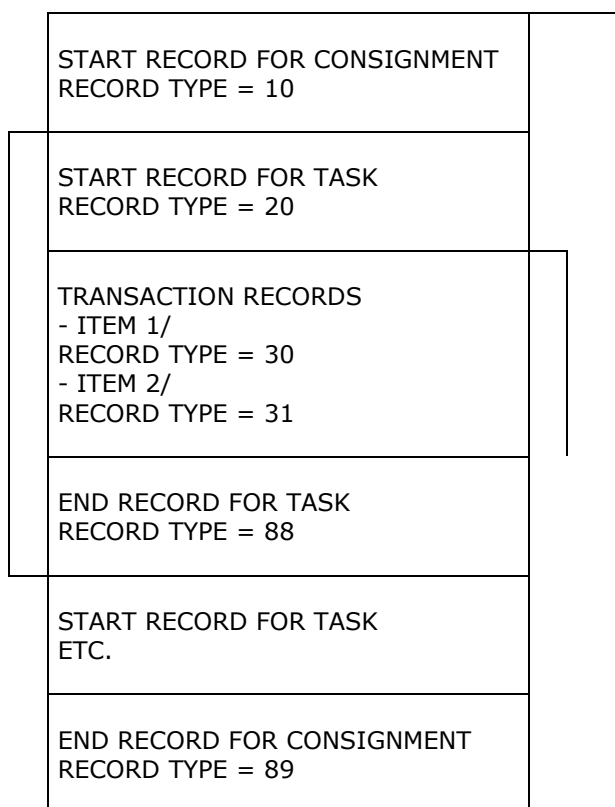 START RECORD FOR CONSIGNMENT
RECORD TYPE = 10
START RECORD FOR TASK
RECORD TYPE = 20
TRANSACTION RECORDS
- ITEM 1/
RECORD TYPE = 30
- ITEM 2/
RECORD TYPE = 31
END RECORD FOR TASK
RECORD TYPE = 88
START RECORD FOR TASK
ETC.
END RECORD FOR CONSIGNMENT
RECORD TYPE = 89